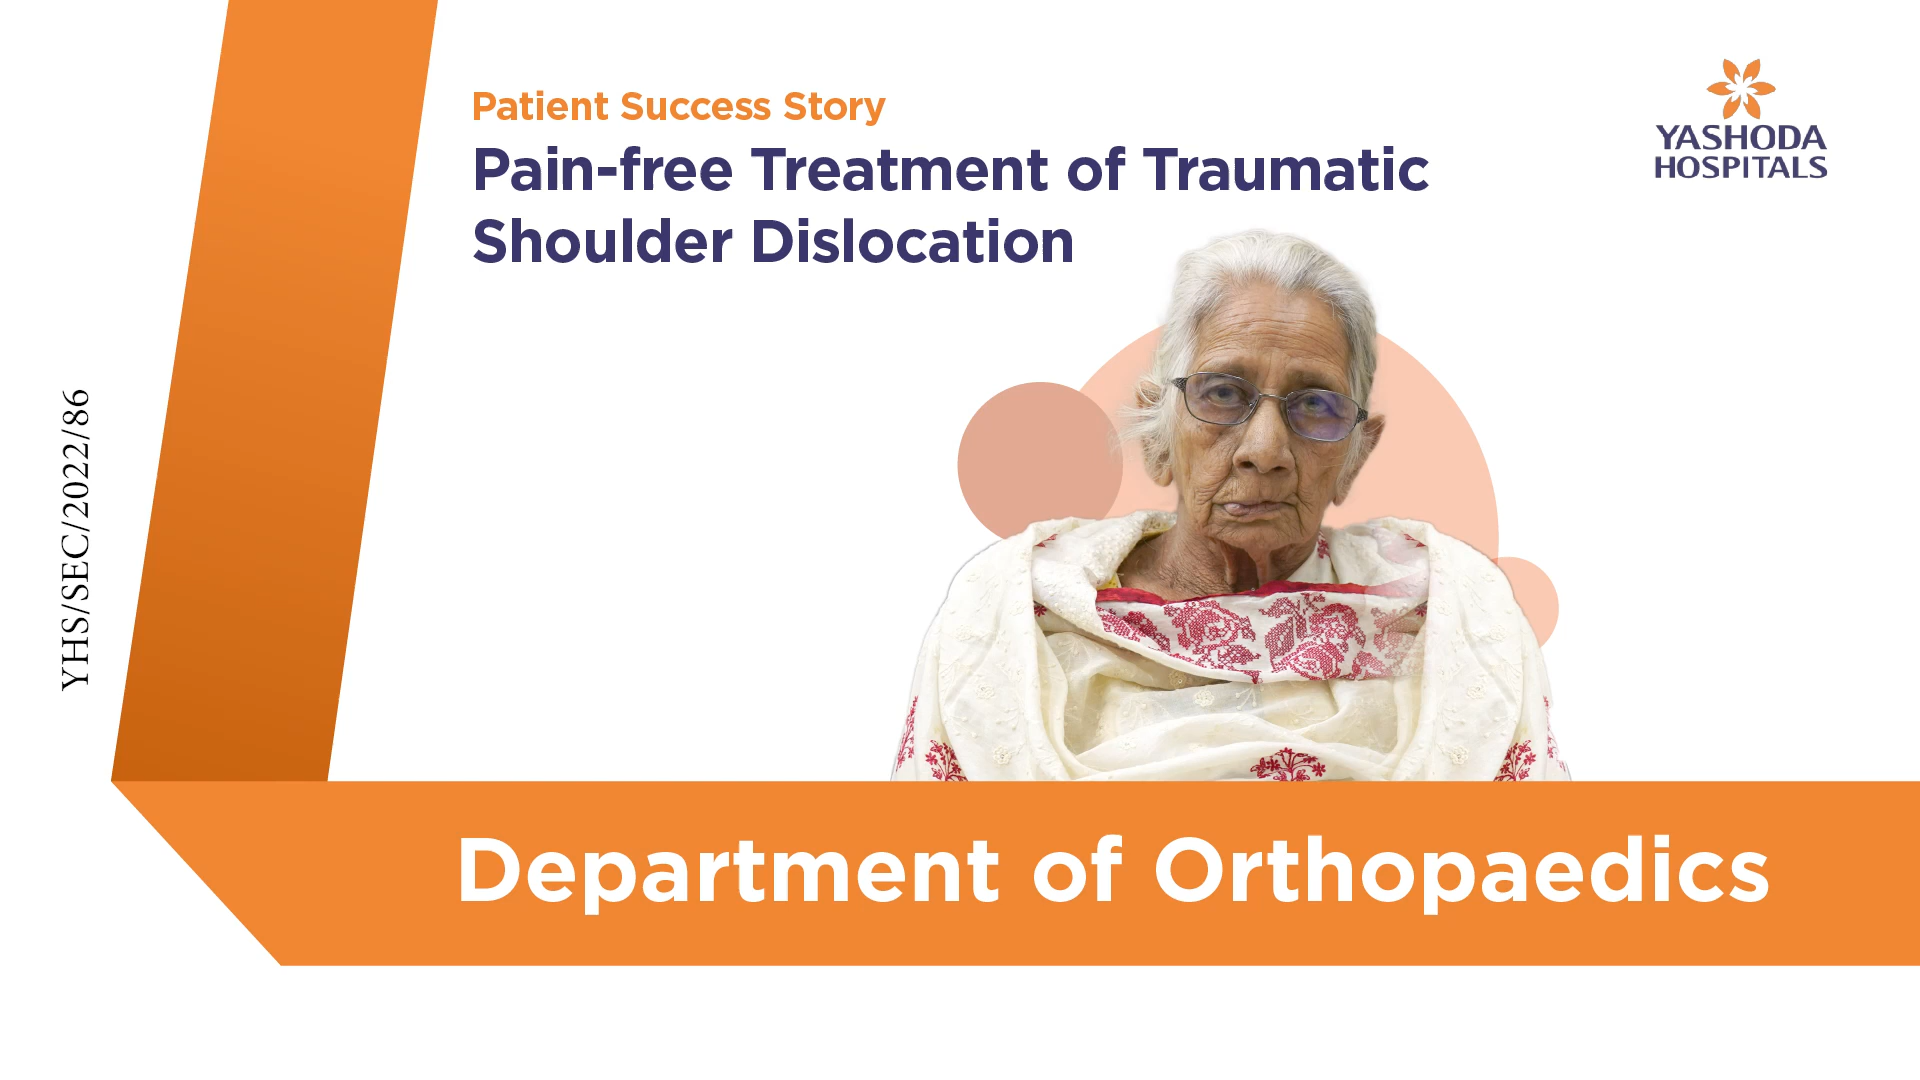 Patient Success Story
Pain-free Treatment of Traumatic
Shoulder Dislocation
YASHODA
HOSPITALS
YHS/SEC/2022/86
Department of Orthopaedics